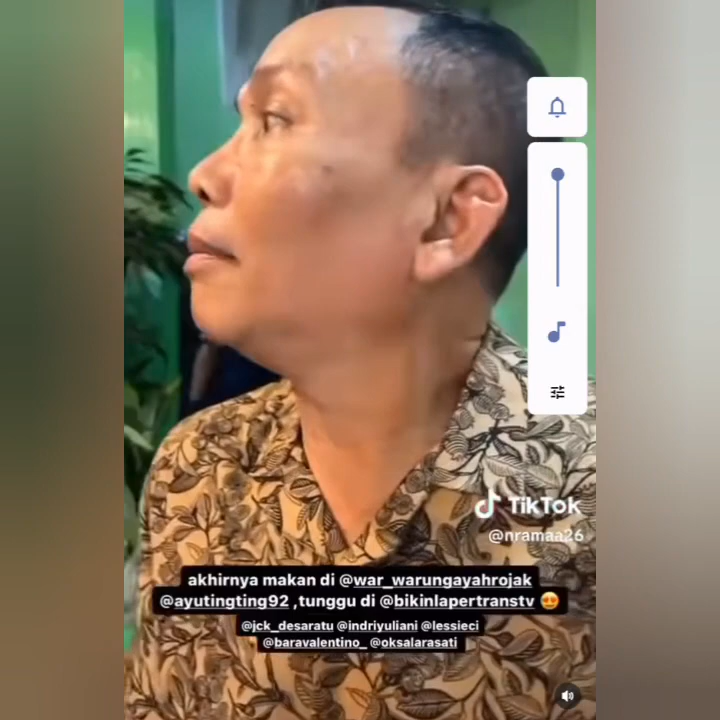 TikTok
@nramaa26
akhirnya makan di @war_warungayahrojak
@ayutingting92 ,tunggu di @bikinlapertranstv 😍
@jck_desaratu @indriyuliani @lessieci
@baravalentino_ @oksalarasati